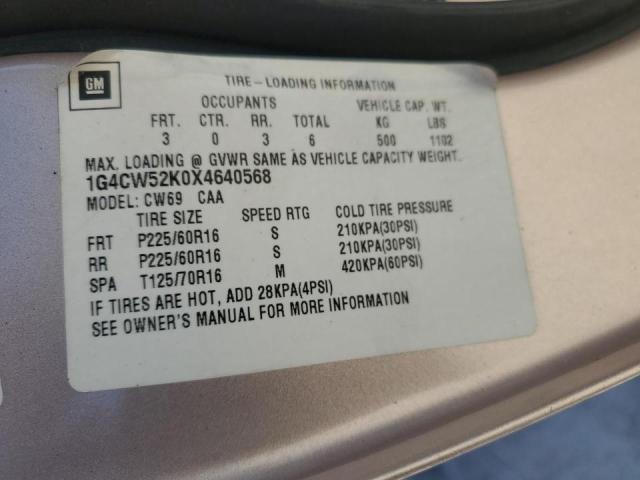 GM
TIRE-LOADING INFORMATION
OCCUPANTS VEHICLE CAP. WT.
FRT. CTR. RR. TOTAL KG LBS
3 0 3 6 500 1102
MAX. LOADING @ GVWR SAME AS VEHICLE CAPACITY WEIGHT.
1G4CW52K0X4640568
MODEL: CW69 CAA
TIRE SIZE SPEED RTG COLD TIRE PRESSURE
FRT P225/60R16 S 210KPA(30PSI)
RR P225/60R16 S 210KPA(30PSI)
SPA T125/70R16 M 420KPA(60PSI)
IF TIRES ARE HOT, ADD 28KPA(4PSI)
SEE OWNER'S MANUAL FOR MORE INFORMATION